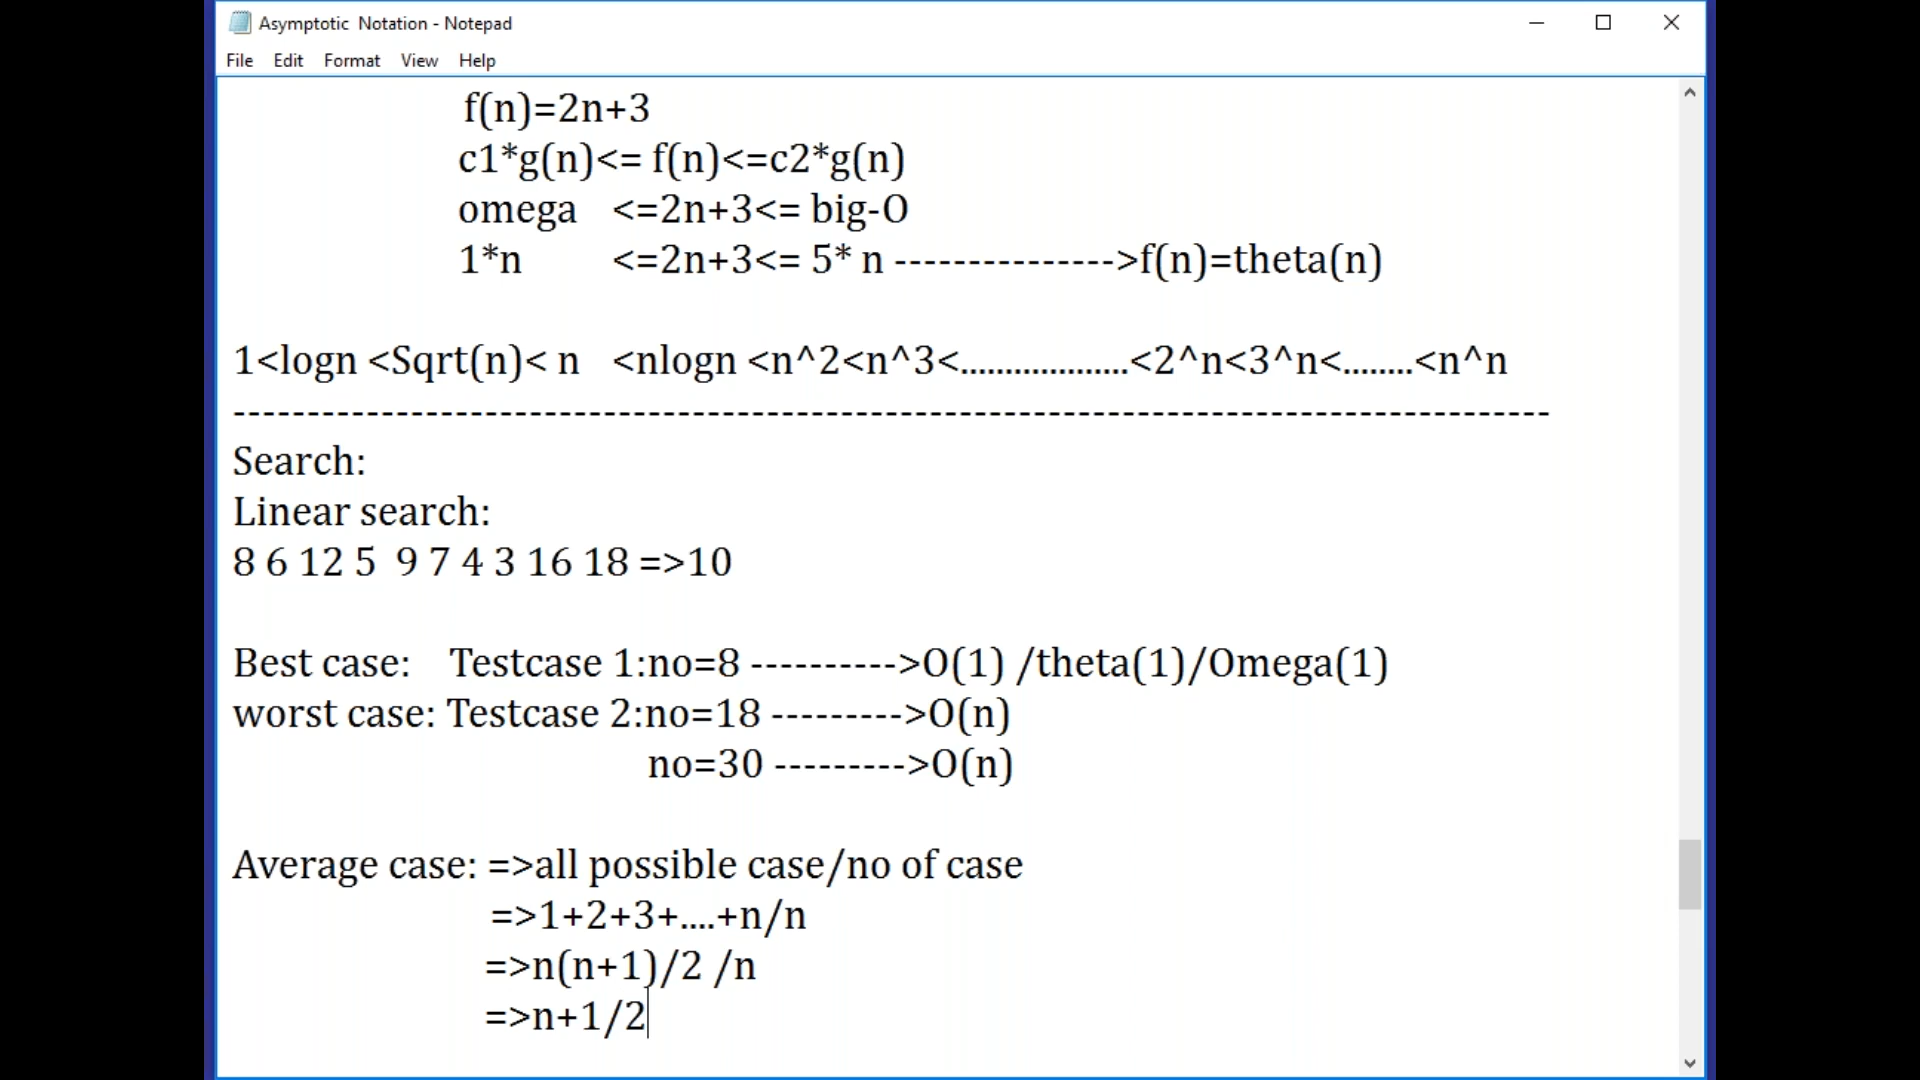 Asymptotic  Notation - Notepad
File Edit Format View Help
f(n)=2n+3
c1*g(n)<= f(n)<=c2*g(n)
omega   <=2n+3<= big-O
1*n        <=2n+3<= 5* n --------------->f(n)=theta(n)
1<logn <Sqrt(n)< n   <nlogn <n^2<n^3<...................<2^n<3^n<........<n^n
------------------------------------------------------------------------------------------
Search:
Linear search:
8 6 12 5  9 7 4 3 16 18 =>10
Best case:    Testcase 1:no=8 ---------->O(1) /theta(1)/Omega(1)
worst case: Testcase 2:no=18 --------->O(n)
no=30 --------->O(n)
Average case: =>all possible case/no of case
=>1+2+3+....+n/n
=>n(n+1)/2 /n
=>n+1/2